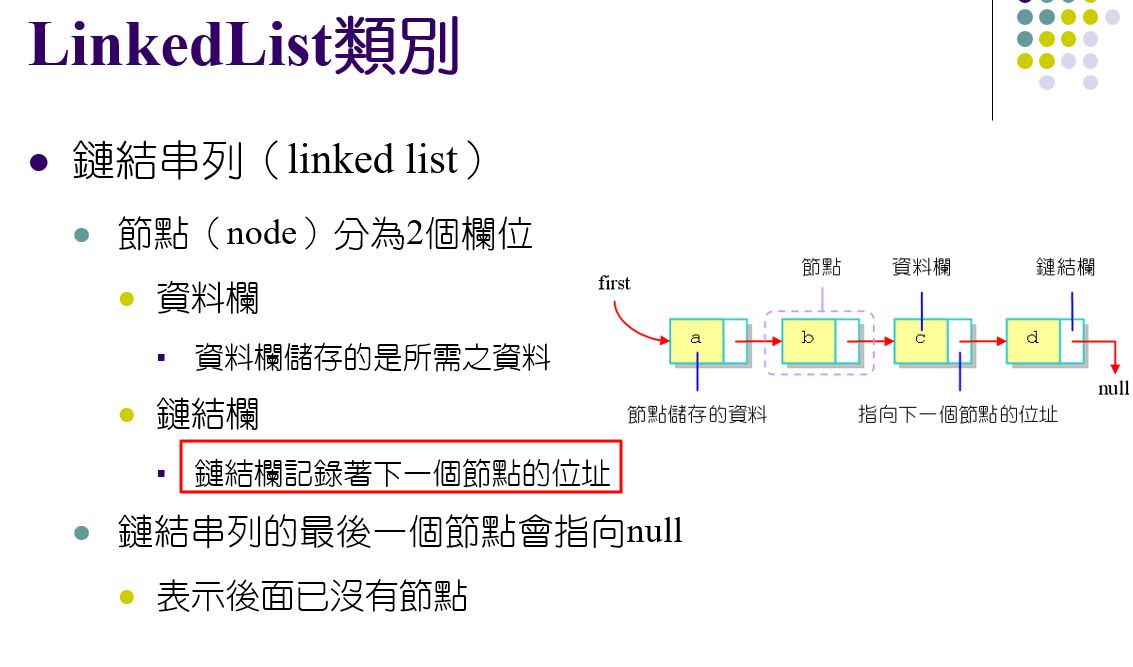 LinkedList類別
鏈結串列（linked list）
節點（node）分為2個欄位
資料欄
資料欄儲存的是所需之資料
鏈結欄
鏈結欄記錄著下一個節點的位址
鏈結串列的最後一個節點會指向null
表示後面已沒有節點
節點 資料欄 鏈結欄
first
a b c d
null
節點儲存的資料 指向下一個節點的位址